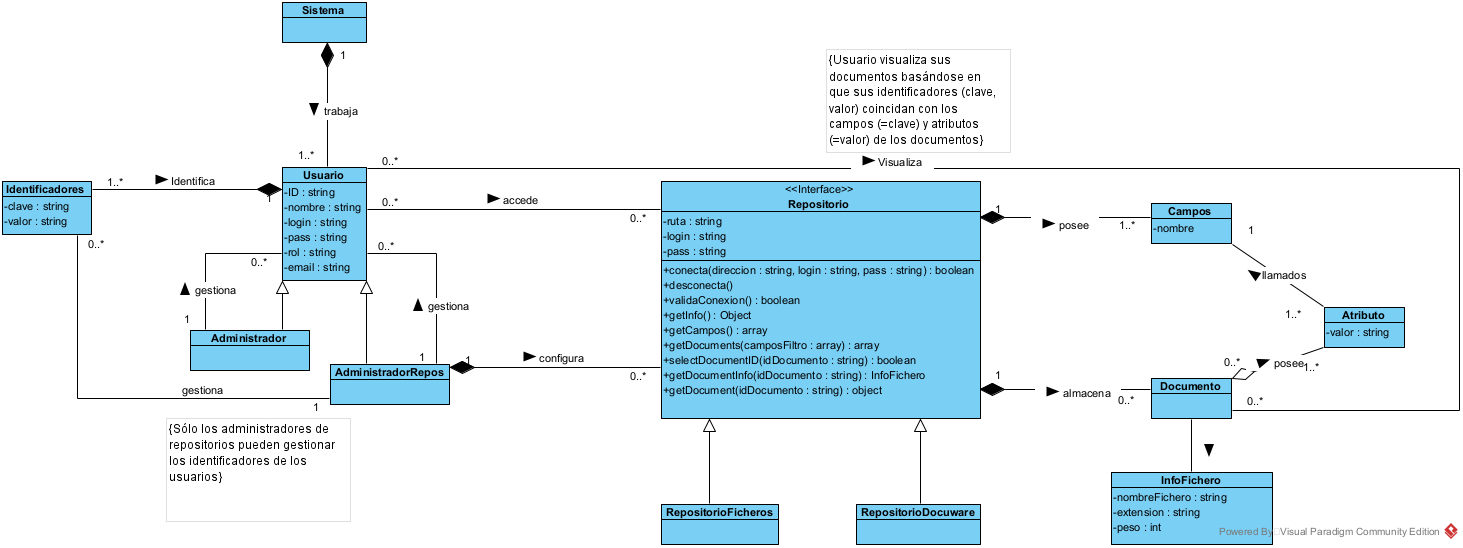 Sistema
1
trabaja
1..*
{Usuario visualiza sus
documentos basándose en
que sus identificadores (clave,
valor) coincidan con los
campos (=clave) y atributos
(=valor) de los documentos}
0..*
Visualiza
Identificadores
-clave : string
-valor : string
1..*
Identifica
1
0..*
Usuario
-ID : string
-nombre : string
-login : string
-pass : string
-rol : string
-email : string
0..*
accede
0..*
<<Interface>>
Repositorio
-ruta : string
-login : string
-pass : string
+conecta(direccion : string, login : string, pass : string) : boolean
+desconecta()
+validaConexion() : boolean
+getInfo() : Object
+getCampos() : array
+getDocuments(camposFiltro : array) : array
+selectDocumentID(idDocumento : string) : boolean
+getDocumentInfo(idDocumento : string) : InfoFichero
+getDocument(idDocumento : string) : object
1
posee
1..*
Campos
-nombre
1
llamados
1..*
Atributo
-valor : string
0..*
posee
1..*
0..*
gestiona
1
Administrador
0..*
gestiona
1
AdministradorRepos
1
configura
0..*
gestiona
1
1
almacena
0..*
Documento
0..*
{Sólo los administradores de
repositorios pueden gestionar
los identificadores de los
usuarios}
RepositorioFicheros
RepositorioDocuware
InfoFichero
-nombreFichero : string
-extension : string
-peso : int
Powered By Visual Paradigm Community Edition